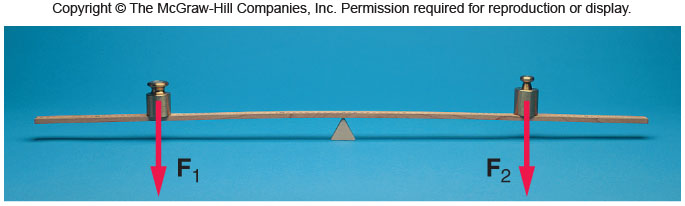 Copyright © The McGraw-Hill Companies, Inc. Permission required for reproduction or display.
F1 F2